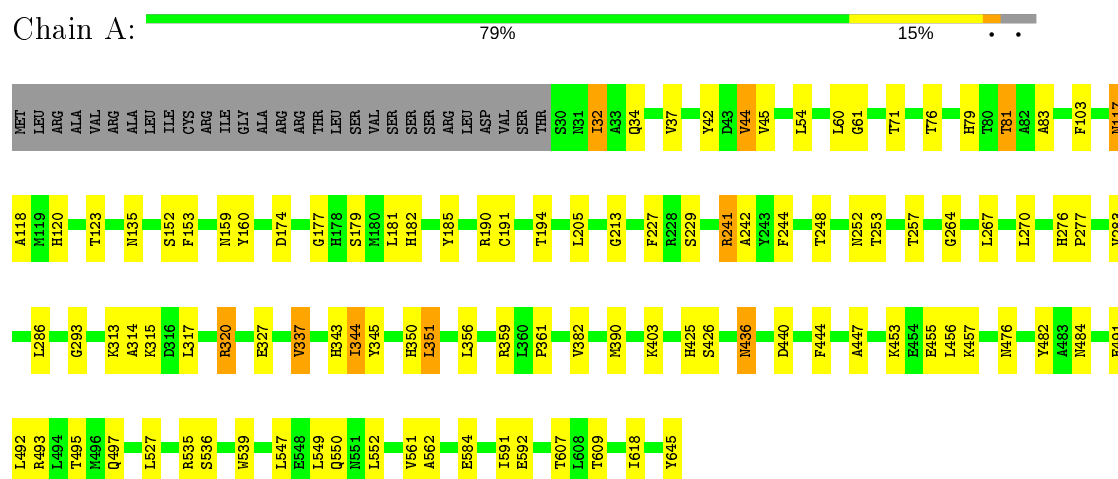 Chain A:
79% 15% • •
MET LEU ARG ALA VAL ARG ALA LEU ILE CYS ARG ILE GLY ALA ARG ARG THR LEU SER VAL SER SER SER ARG LEU ASP VAL SER THR S30 N31 I32 A33 Q34 V37 Y42 D43 V44 V45 L54 L60 G61 T71 T76 H79 T80 T81 A82 A83 F103 N117
A118 M119 H120 T123 N135 S152 F153 N159 Y160 D174 G177 H178 S179 M180 L181 H182 Y185 R190 C191 T194 L205 G213 F227 R228 S229 R241 A242 Y243 F244 T248 N252 T253 T257 G264 L267 L270 H276 P277
L286 G293 K313 A314 K315 D316 L317 R320 E327 V337 H343 I344 Y345 H350 L351 L356 R359 L360 P361 V382 M390 K403 H425 S426 N436 D440 F444 A447 K453 E454 E455 L456 K457 N476 Y482 A483 N484
L492 R493 L494 T495 M496 Q497 L527 R535 S536 W539 L547 E548 L549 Q550 N551 L552 V561 A562 E584 I591 E592 T607 L608 T609 I618 Y645